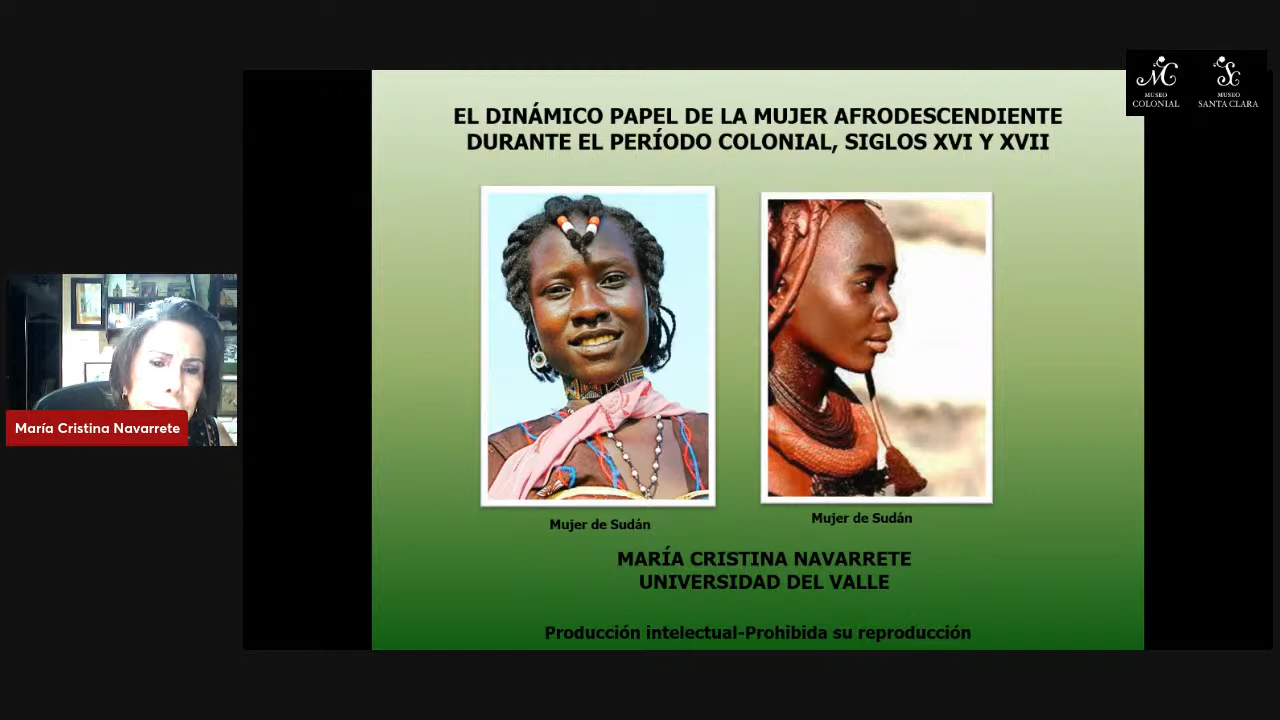 MUSEO COLONIAL
MUSEO SANTA CLARA
EL DINÁMICO PAPEL DE LA MUJER AFRODESCENDIENTE
DURANTE EL PERÍODO COLONIAL, SIGLOS XVI Y XVII
María Cristina Navarrete
Mujer de Sudán
Mujer de Sudán
MARÍA CRISTINA NAVARRETE
UNIVERSIDAD DEL VALLE
Producción intelectual-Prohibida su reproducción